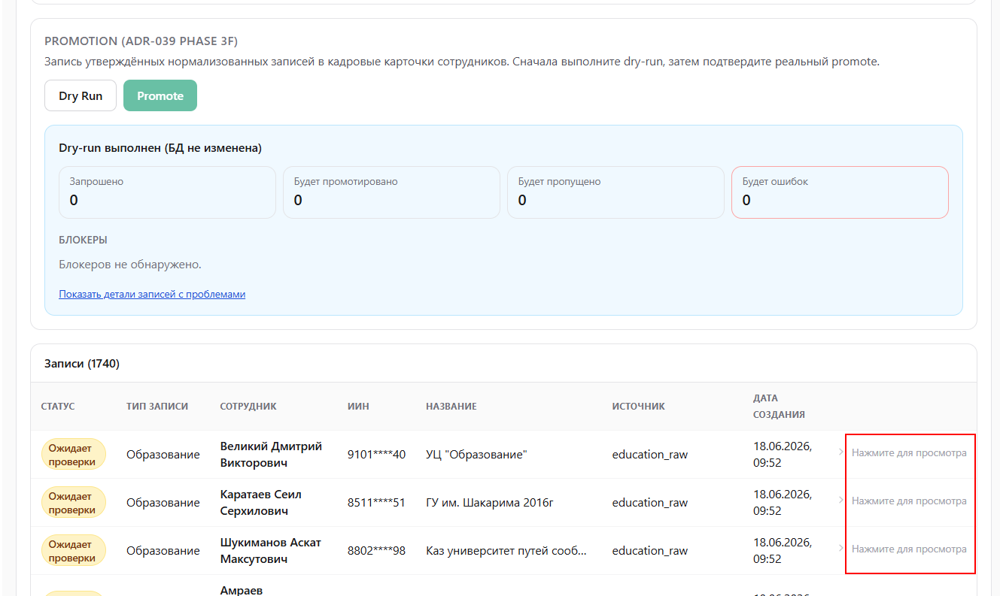 PROMOTION (ADR-039 PHASE 3F)
Запись утверждённых нормализованных записей в кадровые карточки сотрудников. Сначала выполните dry-run, затем подтвердите реальный promote.
Dry Run
Promote
Dry-run выполнен (БД не изменена)
Запрошено
0
Будет промотировано
0
Будет пропущено
0
Будет ошибок
0
БЛОКЕРЫ
Блокеров не обнаружено.
Показать детали записей с проблемами
Записи (1740)
СТАТУС ТИП ЗАПИСИ СОТРУДНИК ИИН НАЗВАНИЕ ИСТОЧНИК ДАТА СОЗДАНИЯ
Ожидает проверки Образование Великий Дмитрий Викторович 9101****40 УЦ "Образование" education_raw 18.06.2026, 09:52 Нажмите для просмотра
Ожидает проверки Образование Каратаев Сеил Серхилович 8511****51 ГУ им. Шакарима 2016г education_raw 18.06.2026, 09:52 Нажмите для просмотра
Ожидает проверки Образование Шукиманов Аскат Максутович 8802****98 Каз университет путей сооб... education_raw 18.06.2026, 09:52 Нажмите для просмотра
Амраев